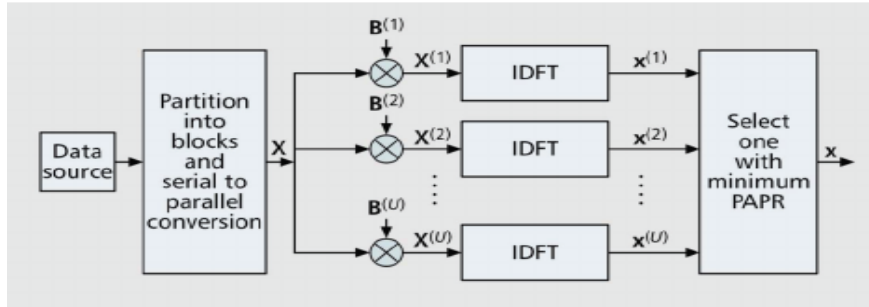 Data
source
Partition
into
blocks
and
serial to
parallel
conversion
X
B(1)
X(1)
IDFT
x(1)
B(2)
X(2)
IDFT
x(2)
B(U)
X(U)
IDFT
x(U)
Select
one
with
minimum
PAPR
x